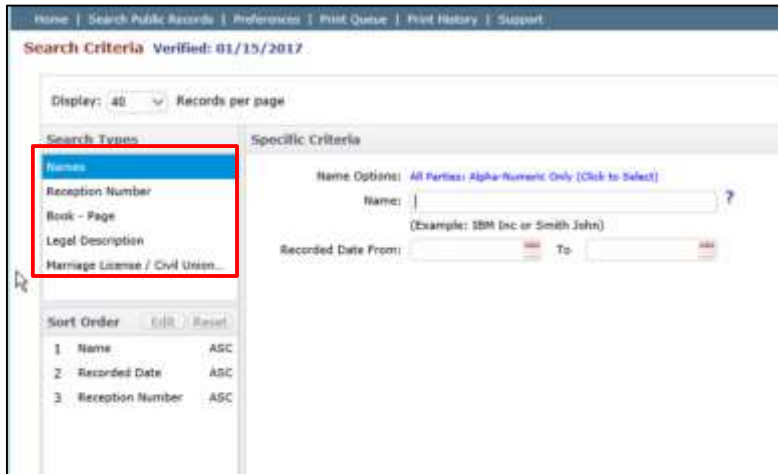 Home | Search Public Records | Preferences | Print Queue | Print History | Support
Search Criteria Verified: 01/15/2017
Display: 40 Records per page
Search Types
Names
Reception Number
Book - Page
Legal Description
Marriage License / Civil Union...
Sort Order Edit Reset
1 Name ASC
2 Recorded Date ASC
3 Reception Number ASC
Specific Criteria
Name Options: All Parties: Alpha-Numeric Only (Click to Select)
Name: ?
(Example: IBM Inc or Smith John)
Recorded Date From: To